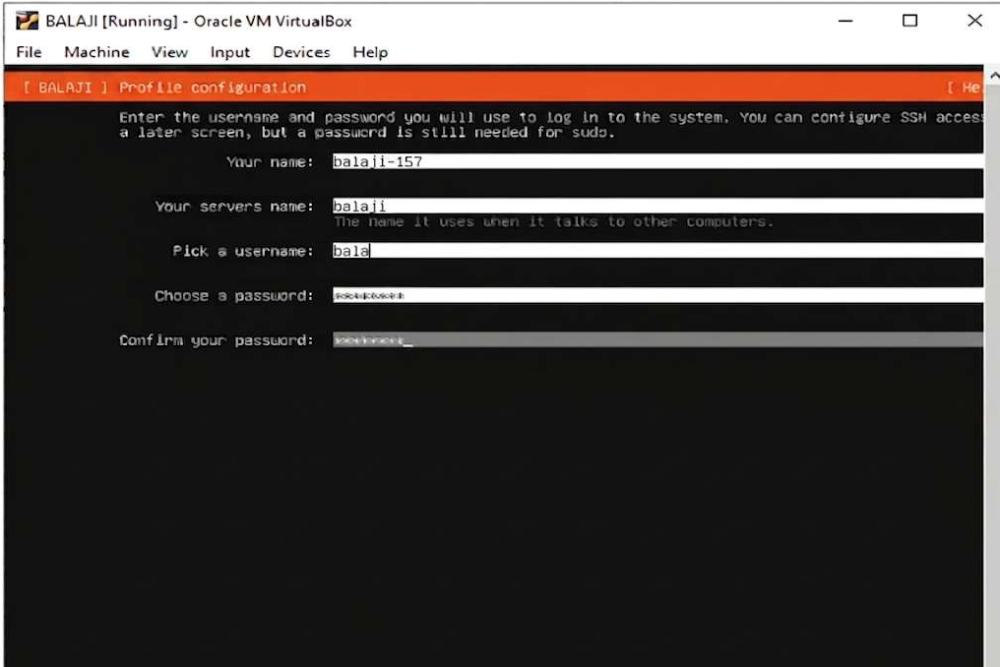 BALAJI [Running] - Oracle VM VirtualBox
File Machine View Input Devices Help
[ BALAJI ] Profile configuration [ He
Enter the username and password you will use to log in to the system. You can configure SSH access
a later screen, but a password is still needed for sudo.
Your name: balaji-157
Your servers name: balaji
The name it uses when it talks to other computers.
Pick a username: bala
Choose a password:
Confirm your password: